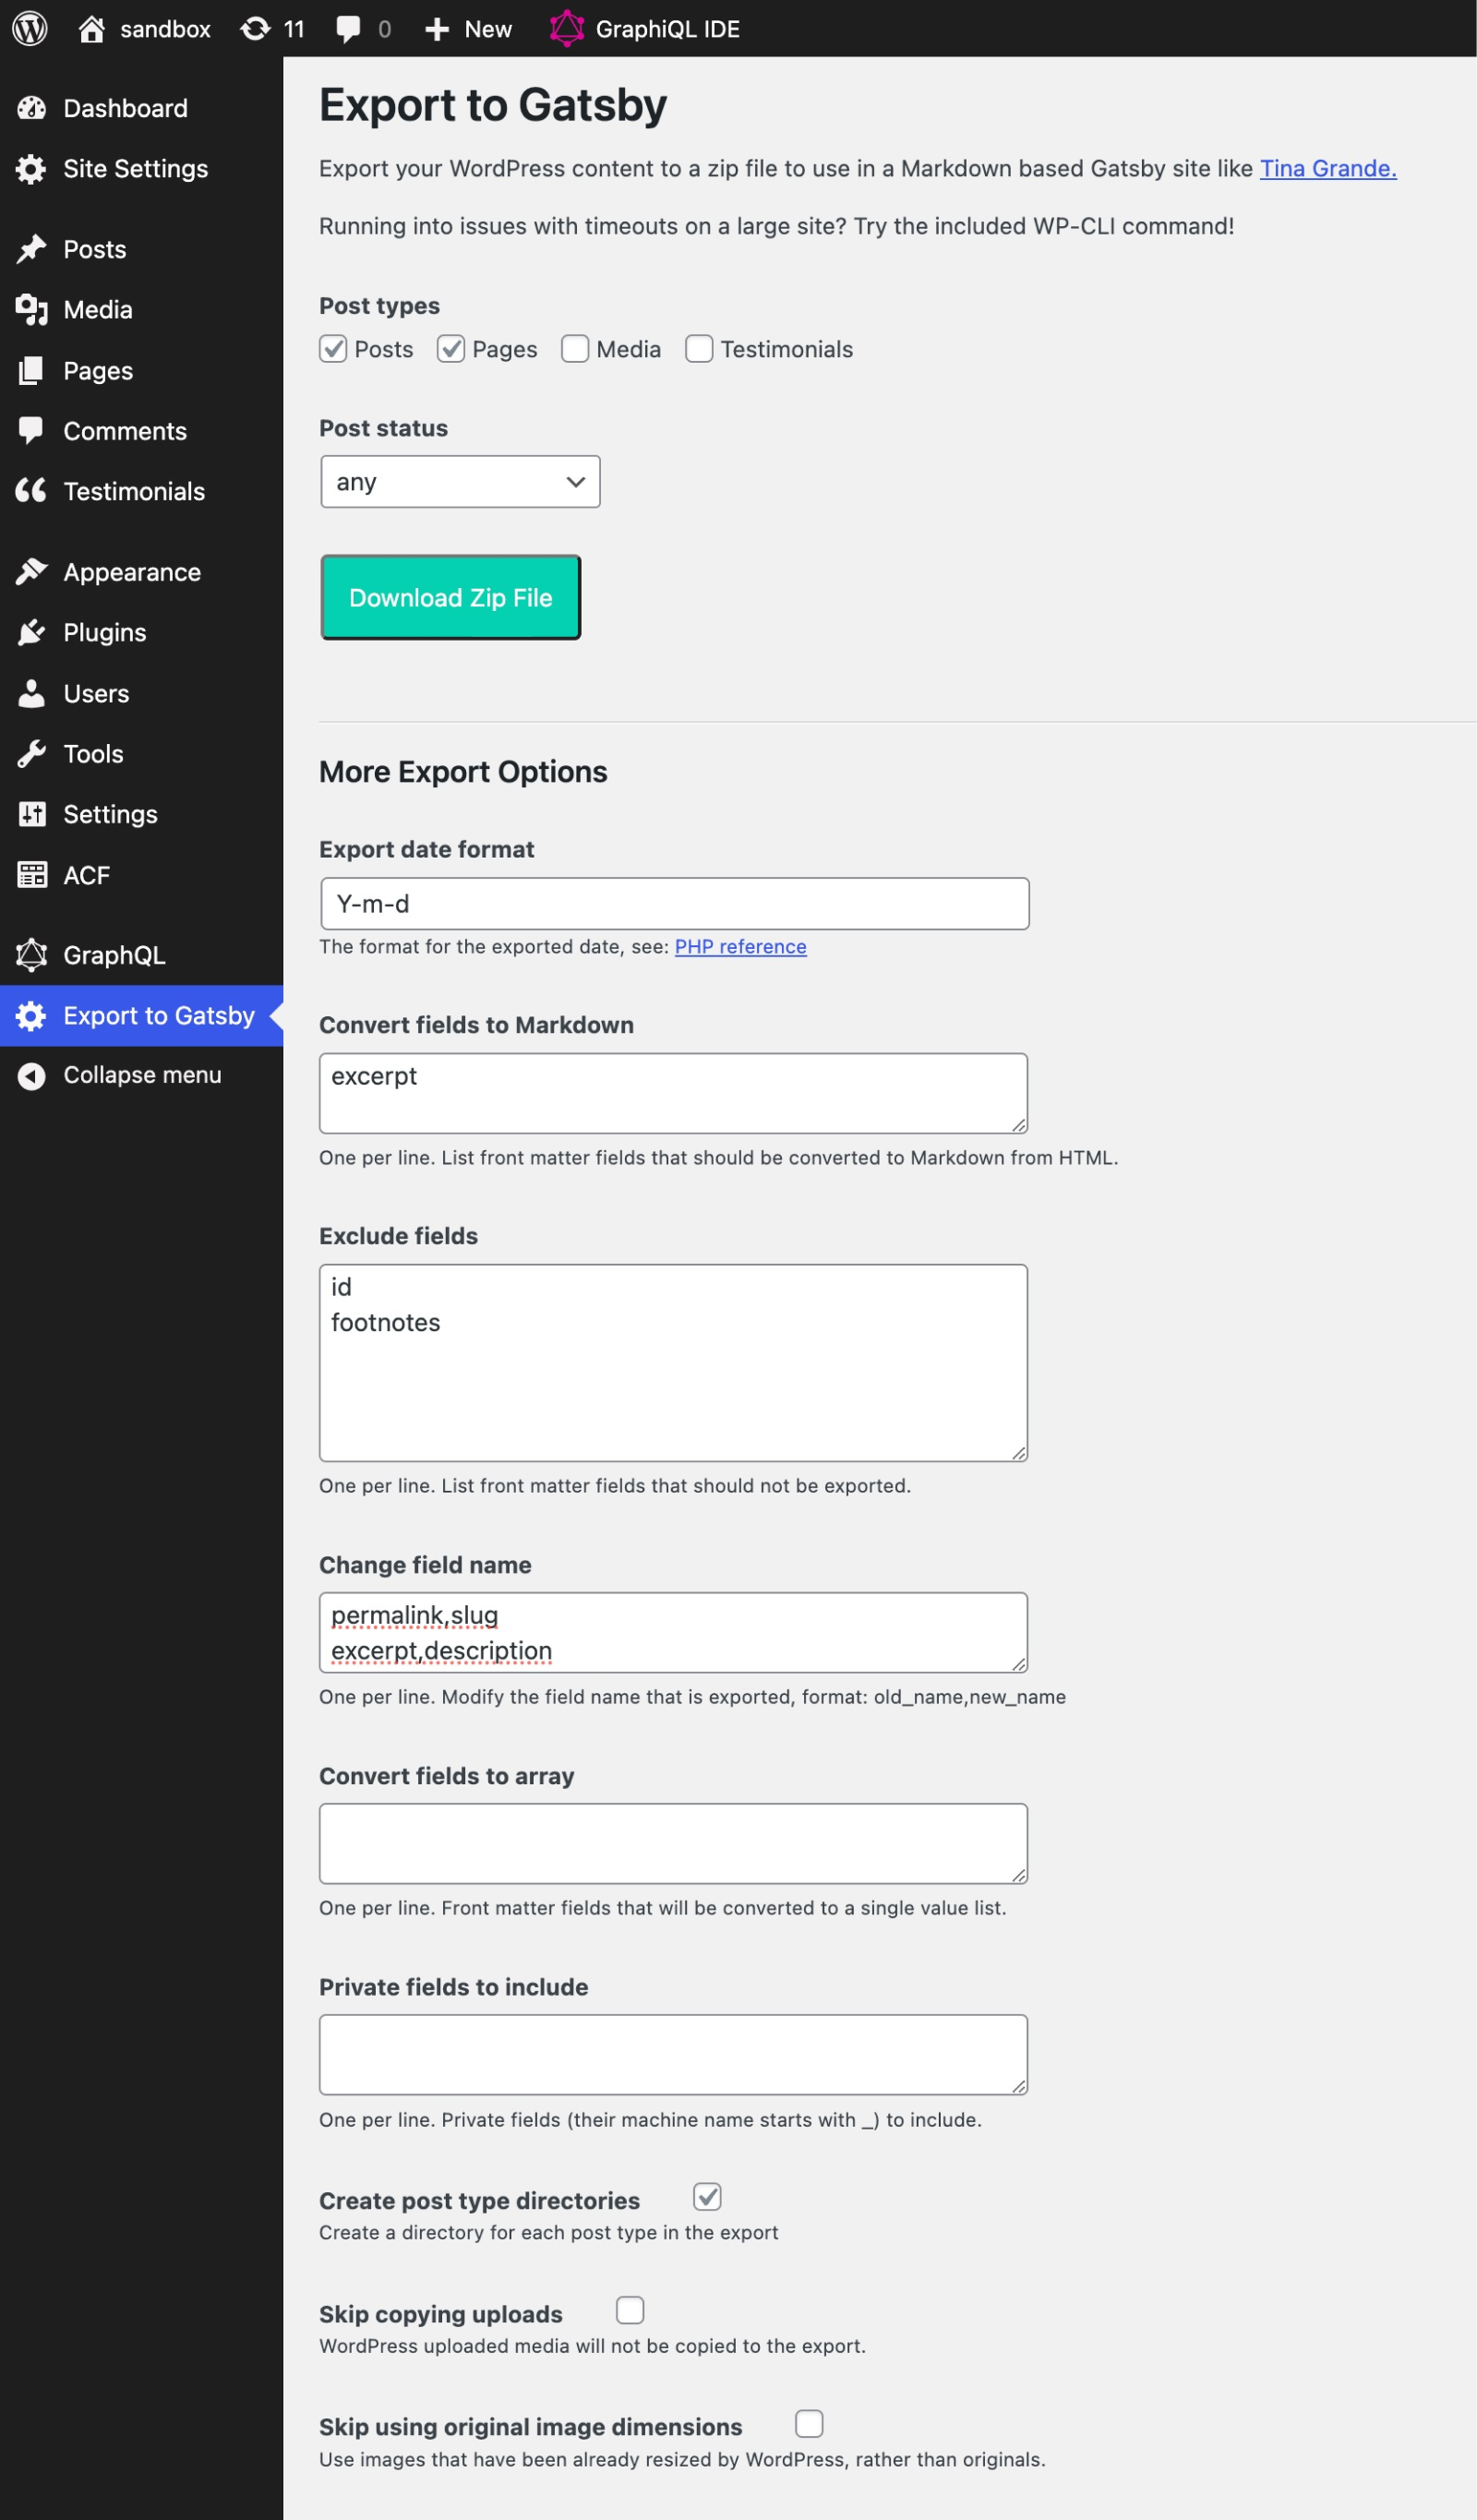 sandbox 11 0 New GraphiQL IDE
Dashboard
Site Settings
Posts
Media
Pages
Comments
Testimonials
Appearance
Plugins
Users
Tools
Settings
ACF
GraphQL
Export to Gatsby
Collapse menu
Export to Gatsby
Export your WordPress content to a zip file to use in a Markdown based Gatsby site like Tina Grande.
Running into issues with timeouts on a large site? Try the included WP-CLI command!
Post types
Posts Pages Media Testimonials
Post status
any
Download Zip File
More Export Options
Export date format
Y-m-d
The format for the exported date, see: PHP reference
Convert fields to Markdown
excerpt
One per line. List front matter fields that should be converted to Markdown from HTML.
Exclude fields
id
footnotes
One per line. List front matter fields that should not be exported.
Change field name
permalink,slug
excerpt,description
One per line. Modify the field name that is exported, format: old_name,new_name
Convert fields to array
One per line. Front matter fields that will be converted to a single value list.
Private fields to include
One per line. Private fields (their machine name starts with _) to include.
Create post type directories
Create a directory for each post type in the export
Skip copying uploads
WordPress uploaded media will not be copied to the export.
Skip using original image dimensions
Use images that have been already resized by WordPress, rather than originals.